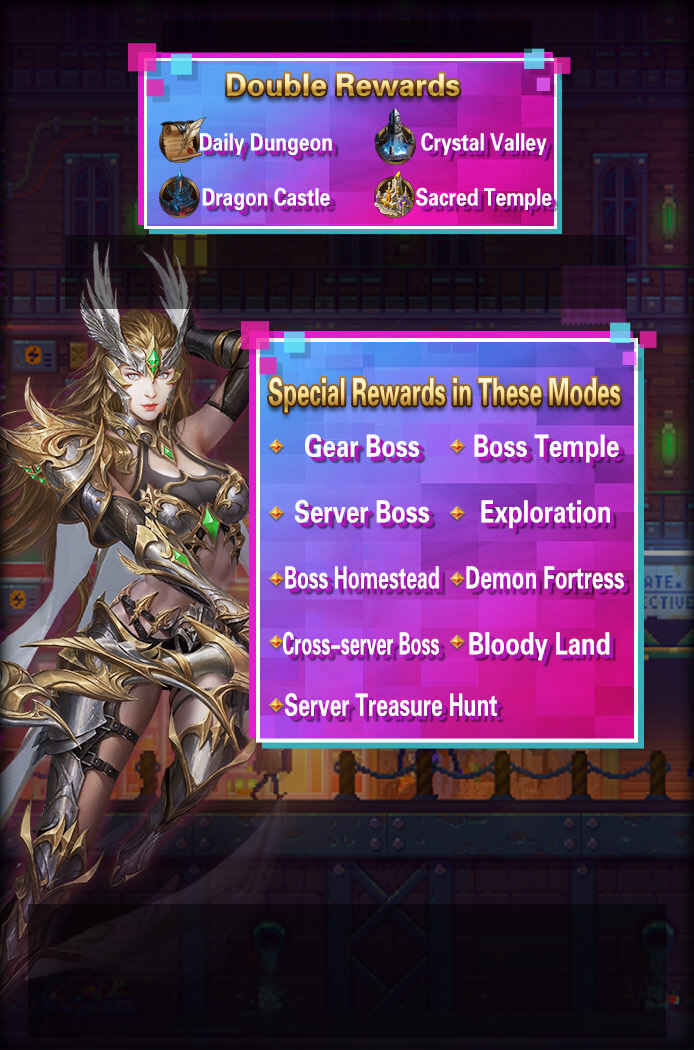 Double Rewards
Daily Dungeon
Crystal Valley
Dragon Castle
Sacred Temple
Special Rewards in These Modes
Gear Boss
Boss Temple
Server Boss
Exploration
Boss Homestead
Demon Fortress
Cross-server Boss
Bloody Land
Server Treasure Hunt